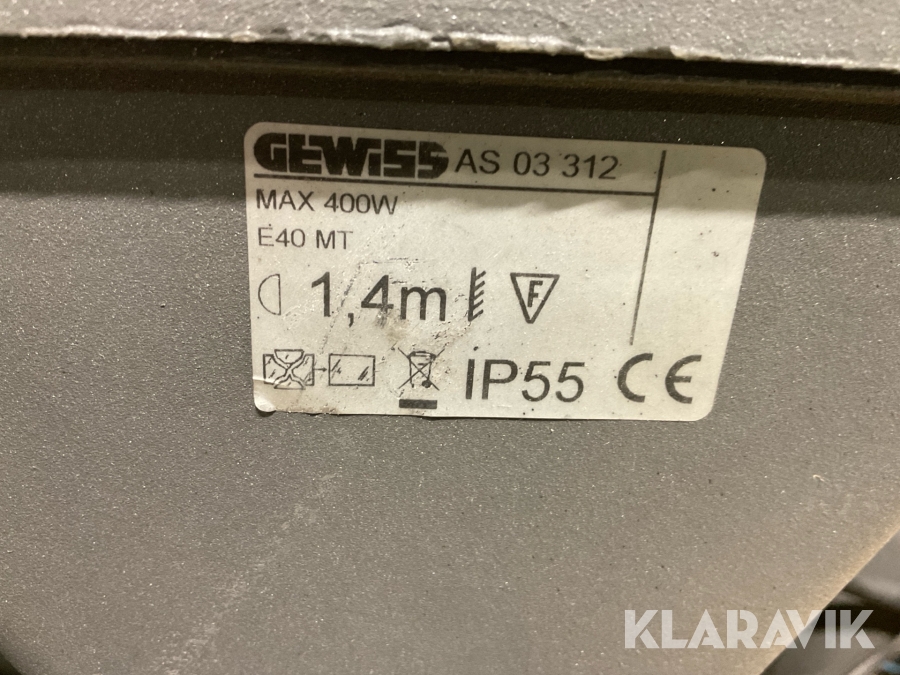 GEWISS AS 03 312
MAX 400W
E40 MT
1,4m F
IP55 CE
KLARAVIK